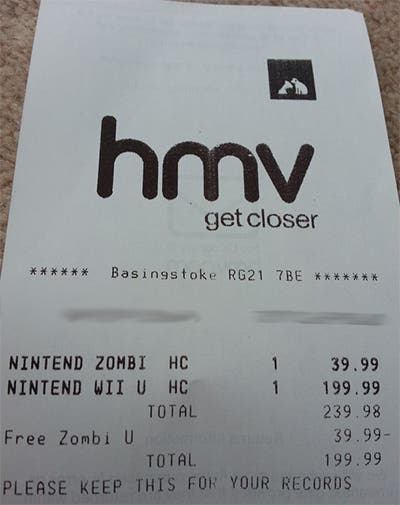 hmv
get closer
****** Basingstoke RG21 7BE *******
NINTEND ZOMBI HC 1 39.99
NINTEND WII U HC 1 199.99
TOTAL 239.98
Free Zombi U 39.99-
TOTAL 199.99
PLEASE KEEP THIS FOR YOUR RECORDS